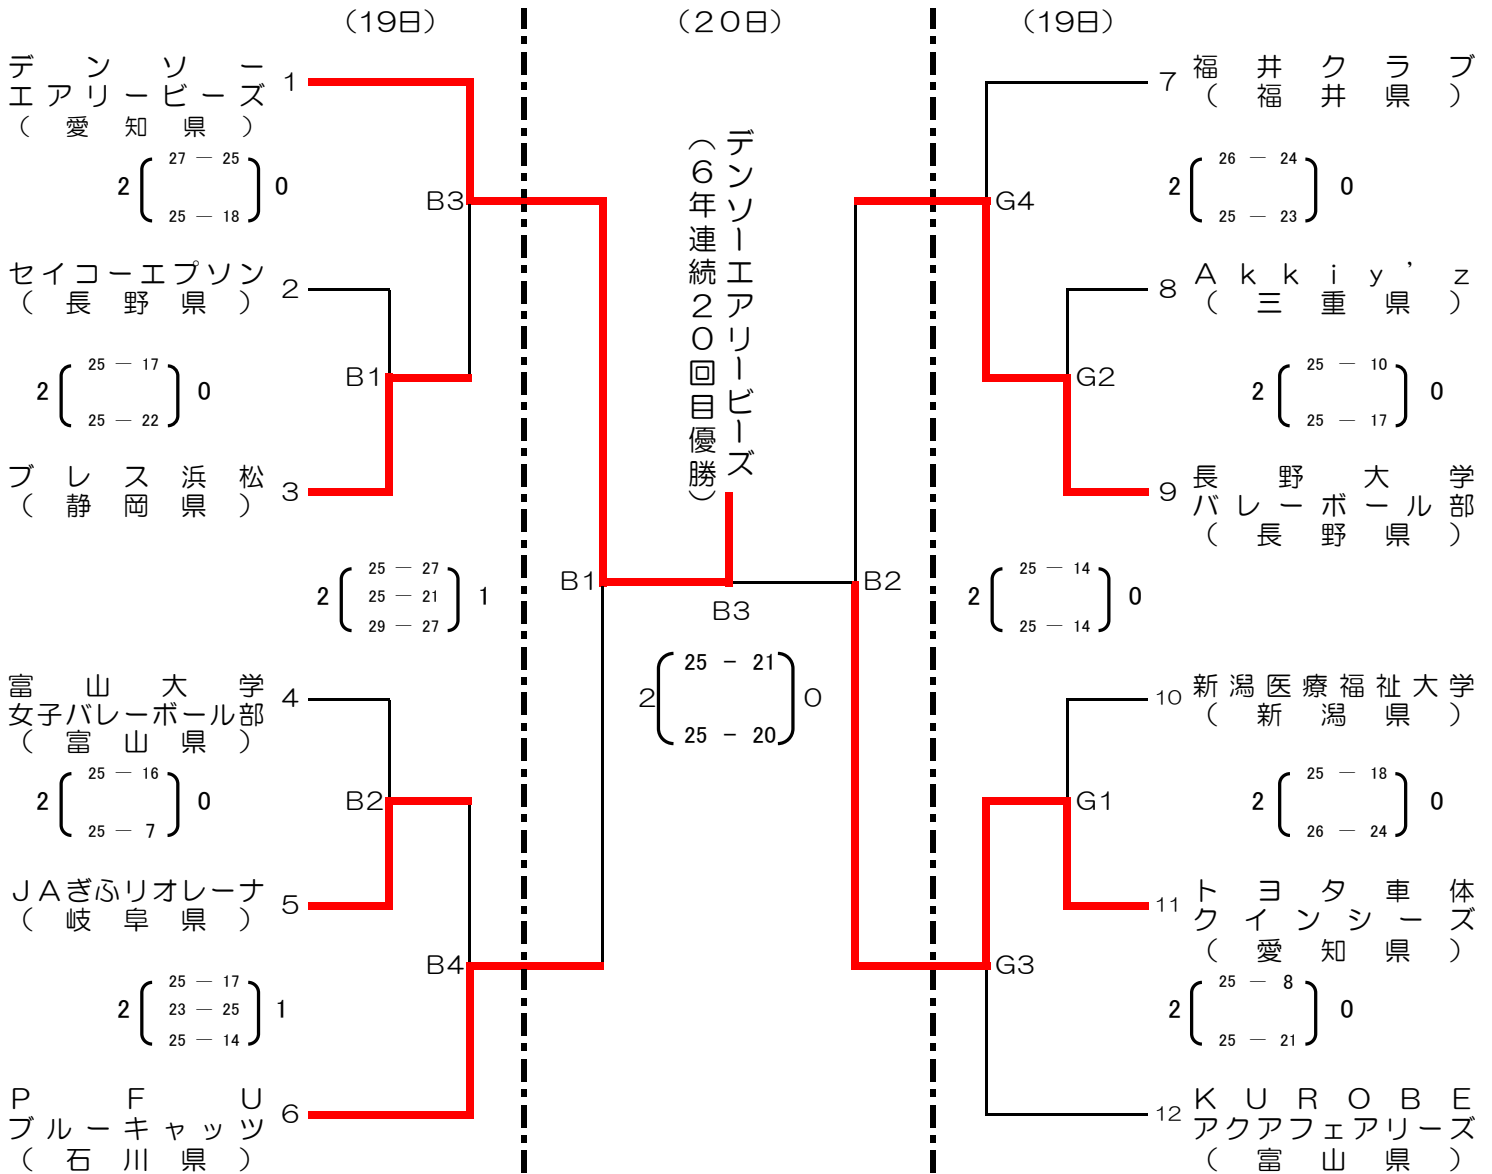 （19日）
（２０日）
（19日）
デンソー
エアリービーズ
（愛知県）
1
27 － 25
2
0
25 － 18
B3
セイコーエプソン
（長野県）
2
25 － 17
2
0
25 － 22
B1
ブレス浜松
（静岡県）
3
25 － 27
2
25 － 21
1
29 － 27
富山大学
女子バレーボール部
（富山県）
4
25 － 16
2
0
25 － 7
B2
ＪＡぎふリオレーナ
（岐阜県）
5
B4
25 － 17
2
23 － 25
1
25 － 14
ＰＦＵ
ブルーキャッツ
（石川県）
6
デンソーエアリービーズ
（６年連続２０回目優勝）
B1
B3
B2
25 － 21
2
0
25 － 20
7
福井クラブ
（福井県）
26 － 24
2
0
25 － 23
G4
8
Ａｋｋｉｙ’ｚ
（三重県）
25 － 10
2
0
25 － 17
G2
9
長野大学
バレーボール部
（長野県）
25 － 14
2
0
25 － 14
10
新潟医療福祉大学
（新潟県）
25 － 18
2
0
26 － 24
G1
11
トヨタ車体
クインシーズ
（愛知県）
G3
25 － 8
2
0
25 － 21
12
ＫＵＲＯＢＥ
アクアフェアリーズ
（富山県）